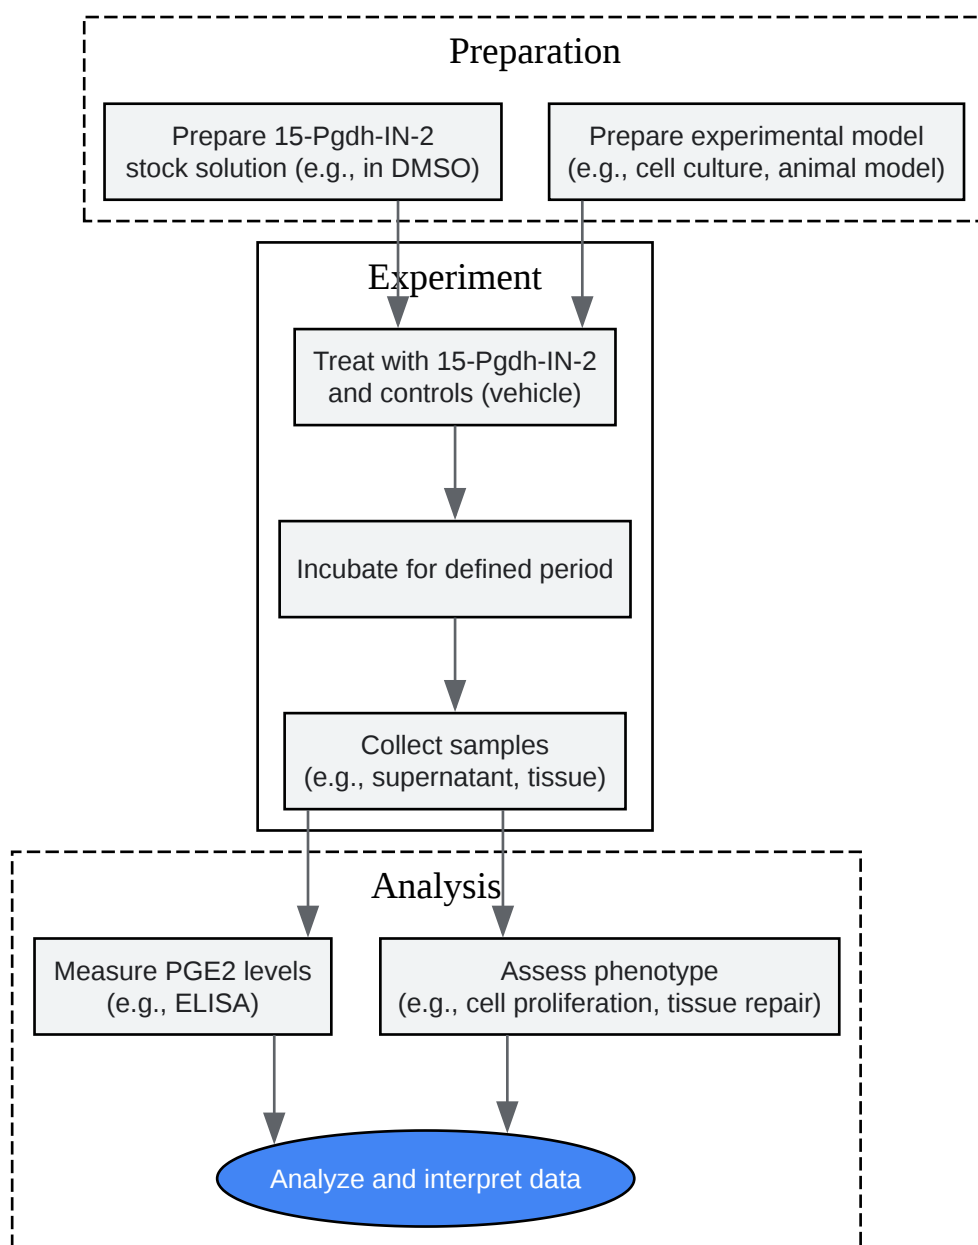 Preparation
Prepare 15-Pgdh-IN-2
stock solution (e.g., in DMSO)
Prepare experimental model
(e.g., cell culture, animal model)
Experiment
Treat with 15-Pgdh-IN-2
and controls (vehicle)
Incubate for defined period
Collect samples
(e.g., supernatant, tissue)
Analysis
Measure PGE2 levels
(e.g., ELISA)
Assess phenotype
(e.g., cell proliferation, tissue repair)
Analyze and interpret data